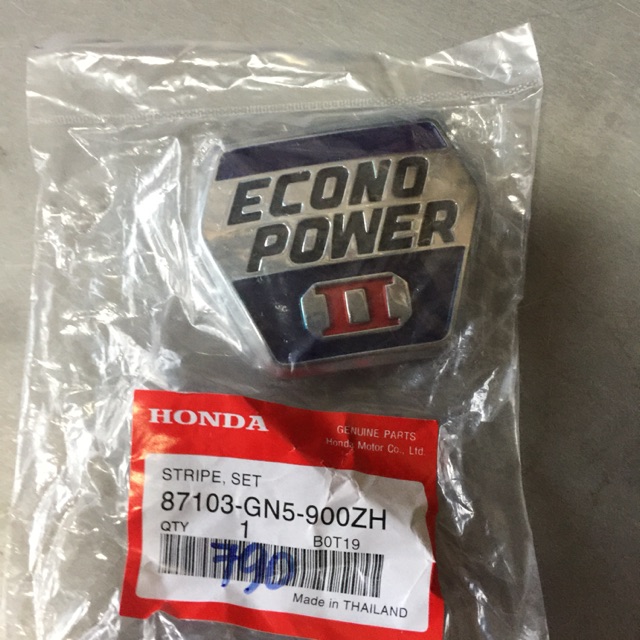 ECONO
POWER
II
HONDA
GENUINE PARTS
Honda Motor Co., Ltd
STRIPE, SET
87103-GN5-900ZH
QTY 1 B0T19
790
Made in THAILAND